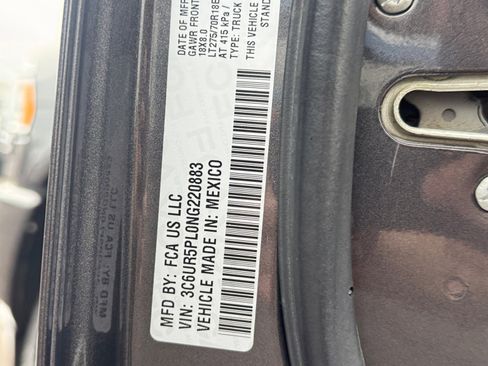 DATE OF MFR
GAWR FRONT
18X8.0
LT275/70R18E
AT 415 kPa /
TYPE: TRUCK
THIS VEHICLE
STAND
MFD BY: FCA US LLC
VIN: 3C6UR5PL0NG220883
VEHICLE MADE IN: MEXICO